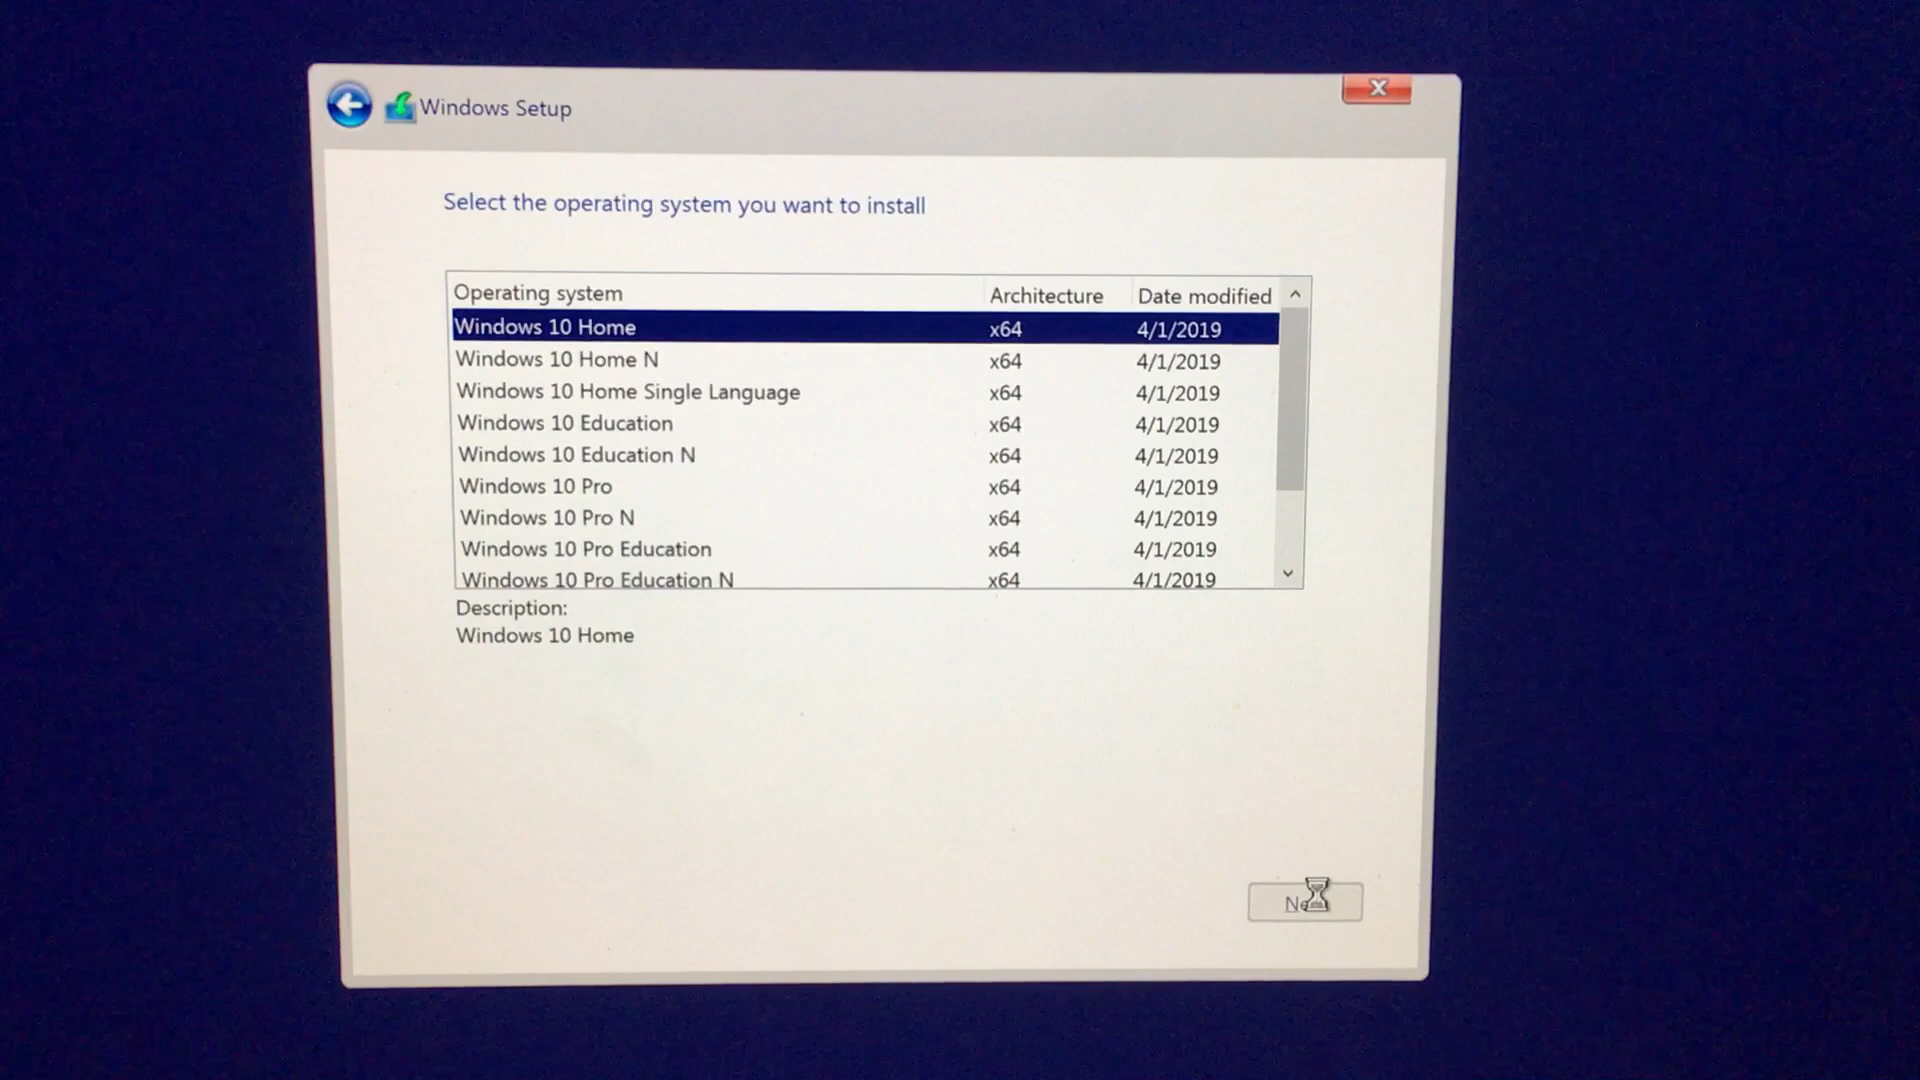 Windows Setup
Select the operating system you want to install
Operating system Architecture Date modified
Windows 10 Home x64 4/1/2019
Windows 10 Home N x64 4/1/2019
Windows 10 Home Single Language x64 4/1/2019
Windows 10 Education x64 4/1/2019
Windows 10 Education N x64 4/1/2019
Windows 10 Pro x64 4/1/2019
Windows 10 Pro N x64 4/1/2019
Windows 10 Pro Education x64 4/1/2019
Windows 10 Pro Education N x64 4/1/2019
Description:
Windows 10 Home